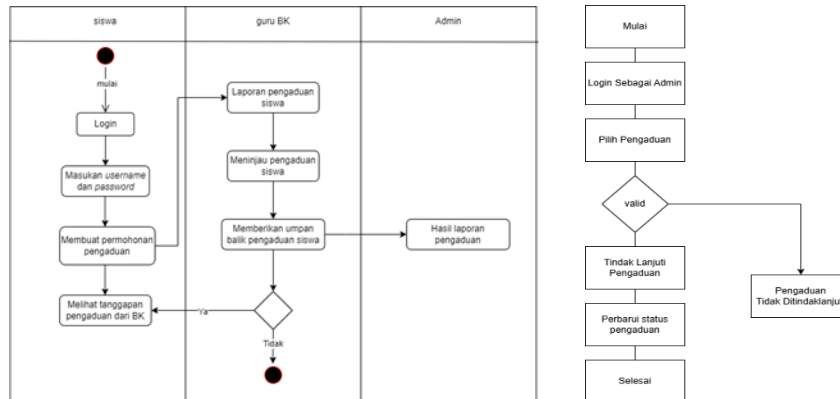 siswa
guru BK
Admin
mulai
Login
Masukan username
dan password
Membuat permohonan
pengaduan
Melihat tanggapan
pengaduan dari BK
Laporan pengaduan
siswa
Meninjau pengaduan
siswa
Memberikan umpan
balik pengaduan siswa
Ya
Tidak
Hasil laporan
pengaduan
Mulai
Login Sebagai Admin
Pilih Pengaduan
valid
Tindak Lanjuti
Pengaduan
Perbarui status
pengaduan
Selesai
Pengaduan
Tidak Ditindaklanju